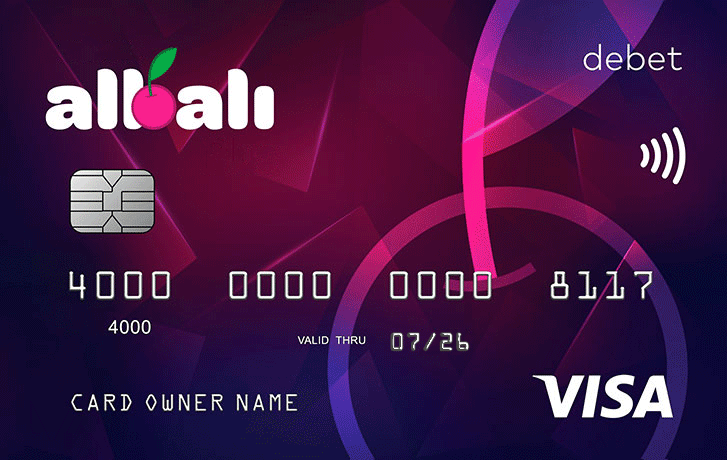 albalı
debet
4000 0000 0000 8117
4000
VALID THRU 07/26
CARD OWNER NAME
VISA